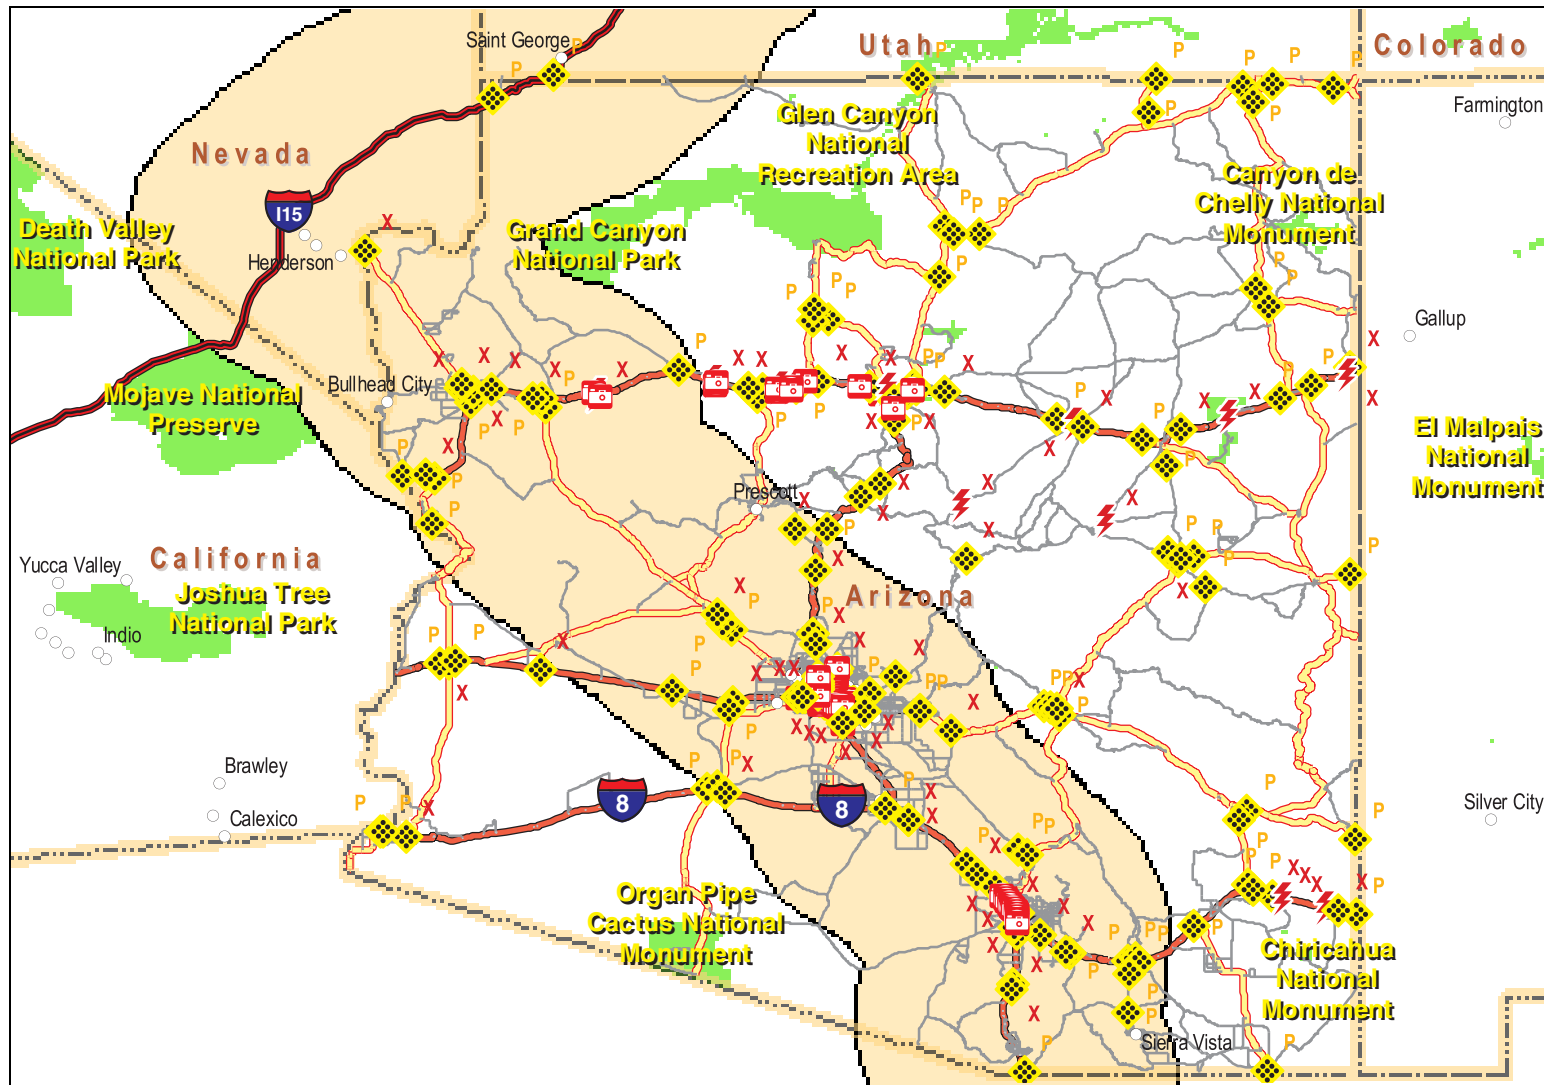 Saint George
Utah
Colorado
Farmington
Glen Canyon
National
Recreation Area
Nevada
I15
Canyon de
Chelly National
Monument
Death Valley
National Park
Grand Canyon
National Park
Henderson
Gallup
Bullhead City
Mojave National
Preserve
El Malpais
National
Monument
Prescott
California
Yucca Valley
Joshua Tree
National Park
Arizona
Indio
Brawley
8
8
Calexico
Silver City
Organ Pipe
Cactus National
Monument
Chiricahua
National
Monument
Sierra Vista